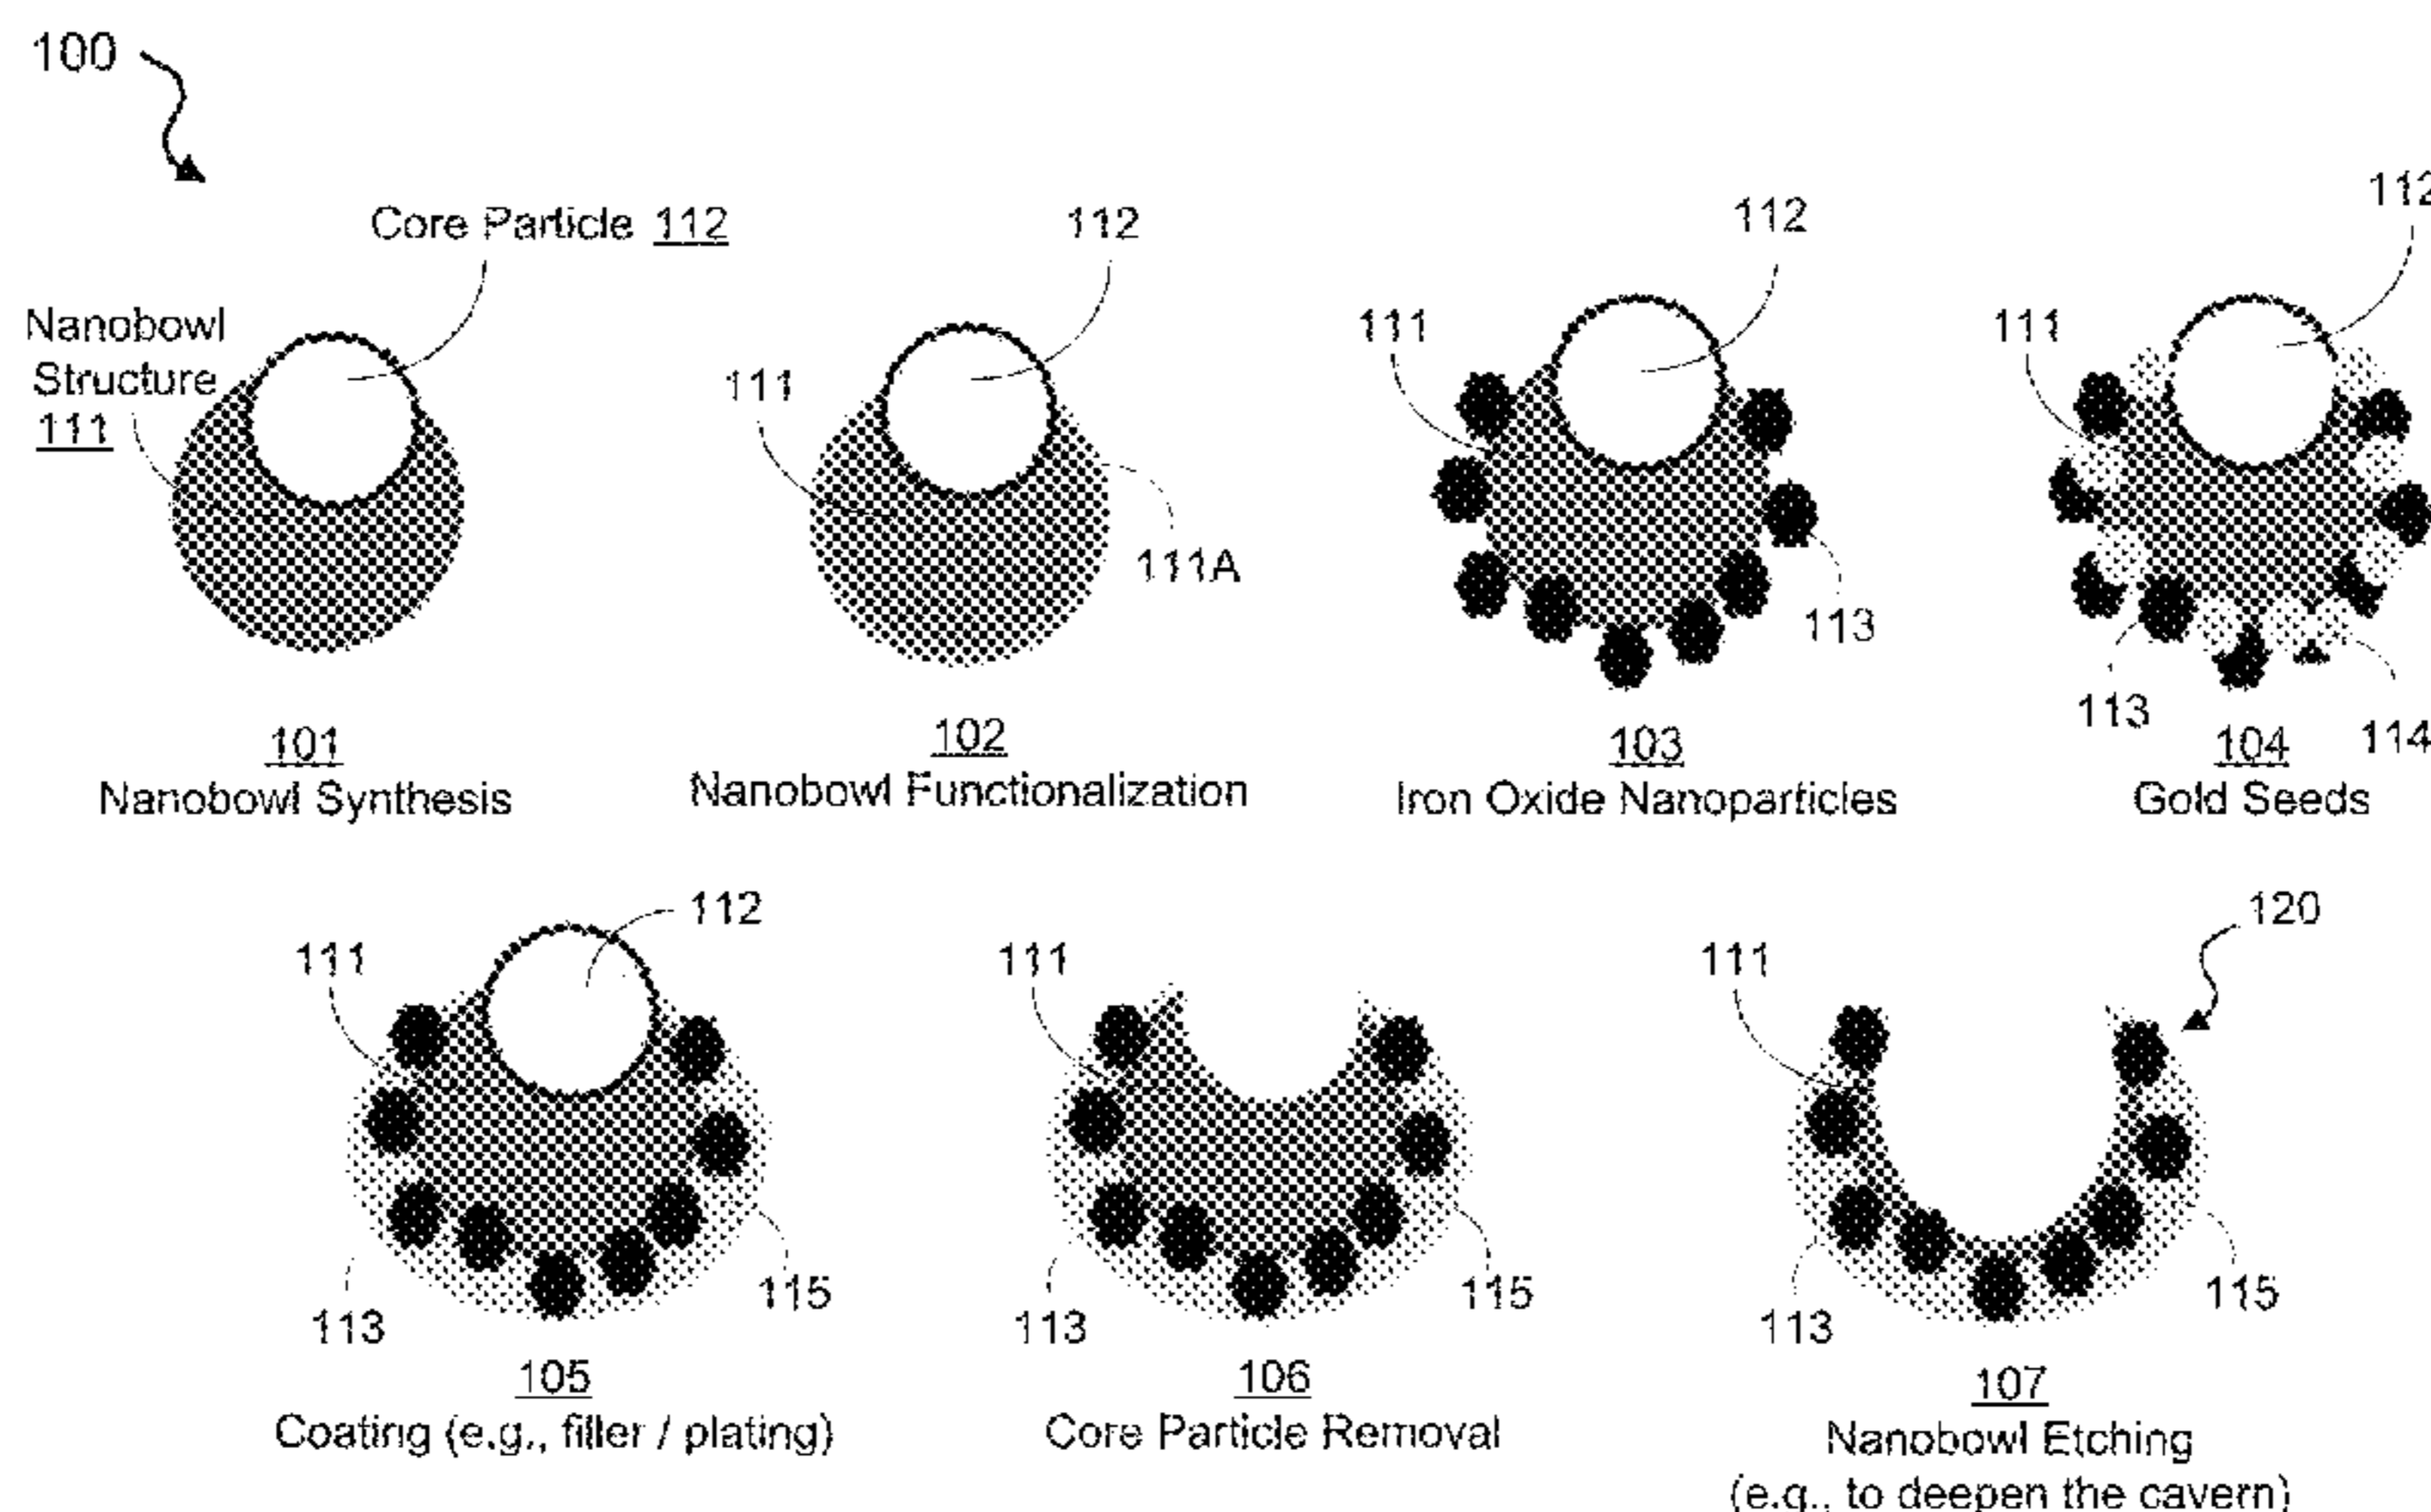 100
Core Particle 112
112
112
112
Nanobowl
Structure
111
111
111
111
111A
113
113
114
101
Nanobowl Synthesis
102
Nanobowl Functionalization
103
Iron Oxide Nanoparticles
104
Gold Seeds
112
120
111
111
111
113
115
113
115
113
115
105
Coating (e.g., filler / plating)
106
Core Particle Removal
107
Nanobowl Etching
(e.g., to deepen the cavern)